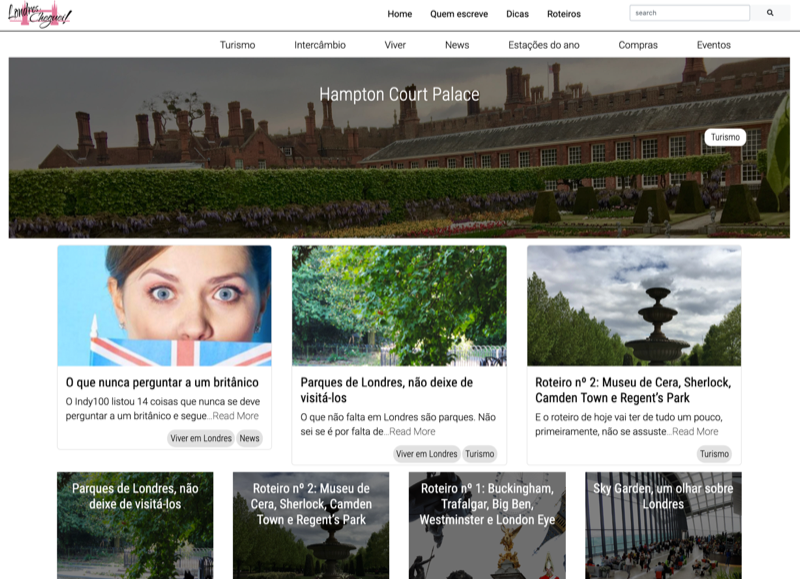 Londres, Cheguei!
Home Quem escreve Dicas Roteiros
search
Turismo Intercâmbio Viver News Estações do ano Compras Eventos
Hampton Court Palace
Turismo
O que nunca perguntar a um britânico
O Indy100 listou 14 coisas que nunca se deve
perguntar a um britânico e segue...Read More
Viver em Londres News
Parques de Londres, não deixe de
visitá-los
O que não falta em Londres são parques. Não
sei se é por falta de...Read More
Viver em Londres Turismo
Roteiro nº 2: Museu de Cera, Sherlock,
Camden Town e Regent's Park
E o roteiro de hoje vai ter de tudo um pouco,
primeiramente, não se assuste...Read More
Turismo
Parques de Londres, não
deixe de visitá-los
Roteiro nº 2: Museu de
Cera, Sherlock, Camden
Town e Regent's Park
Roteiro nº 1: Buckingham,
Trafalgar, Big Ben,
Westminster e London Eye
Sky Garden, um olhar sobre
Londres